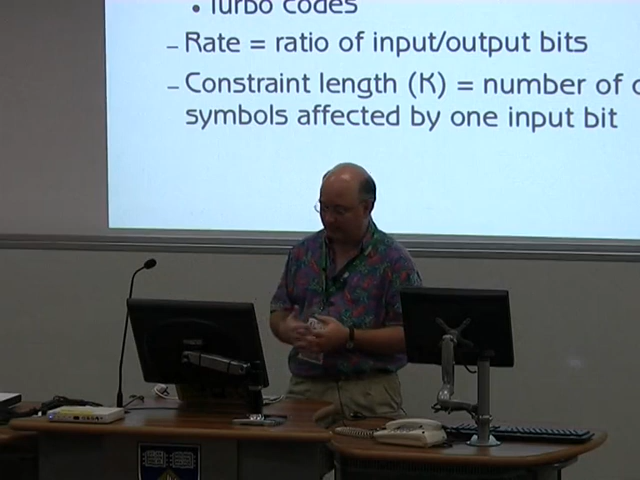 • Turbo codes
– Rate = ratio of input/output bits
– Constraint length (K) = number of
symbols affected by one input bit